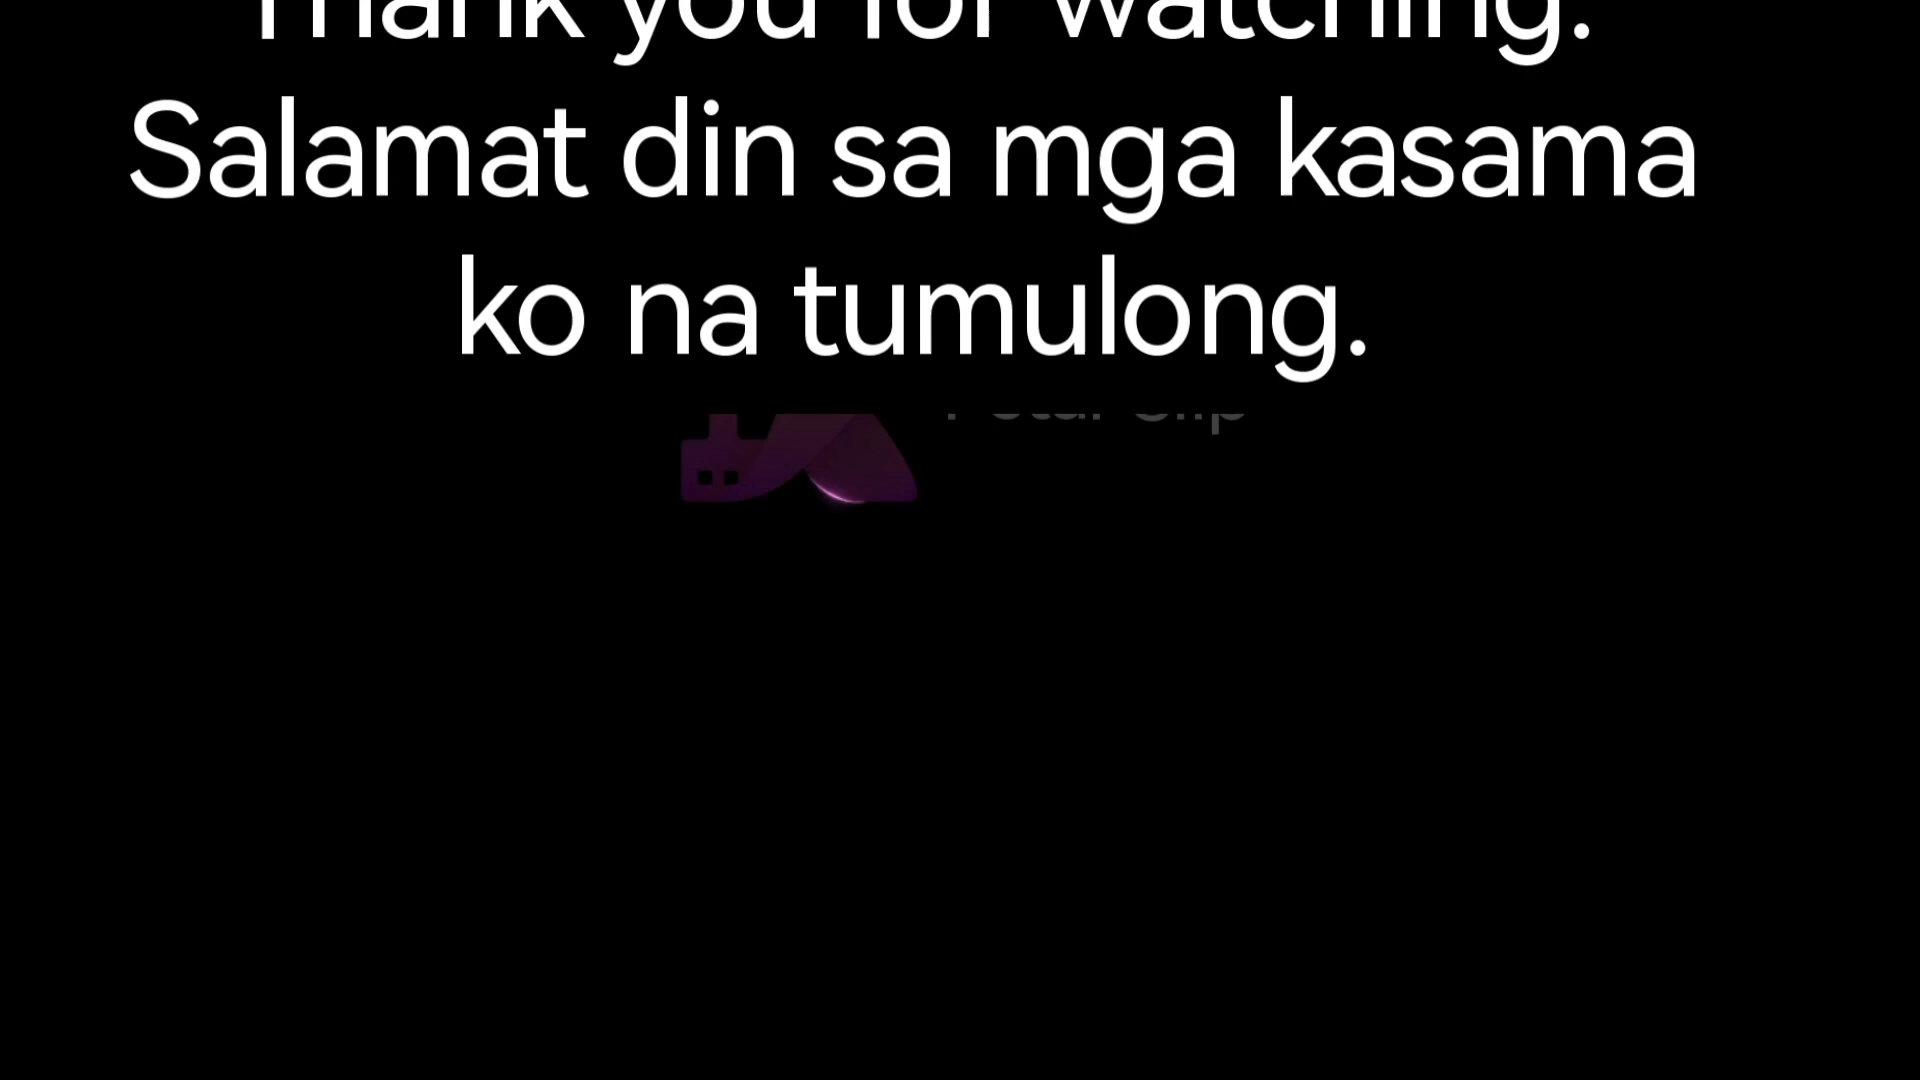 Thank you for watching.
Salamat din sa mga kasama
ko na tumulong.